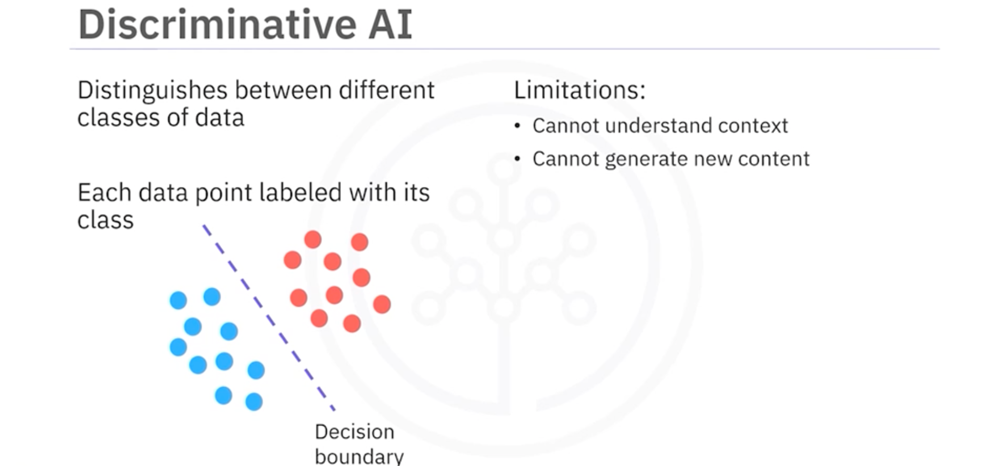 Discriminative AI
Distinguishes between different
classes of data
Each data point labeled with its
class
Decision
boundary
Limitations:
• Cannot understand context
• Cannot generate new content